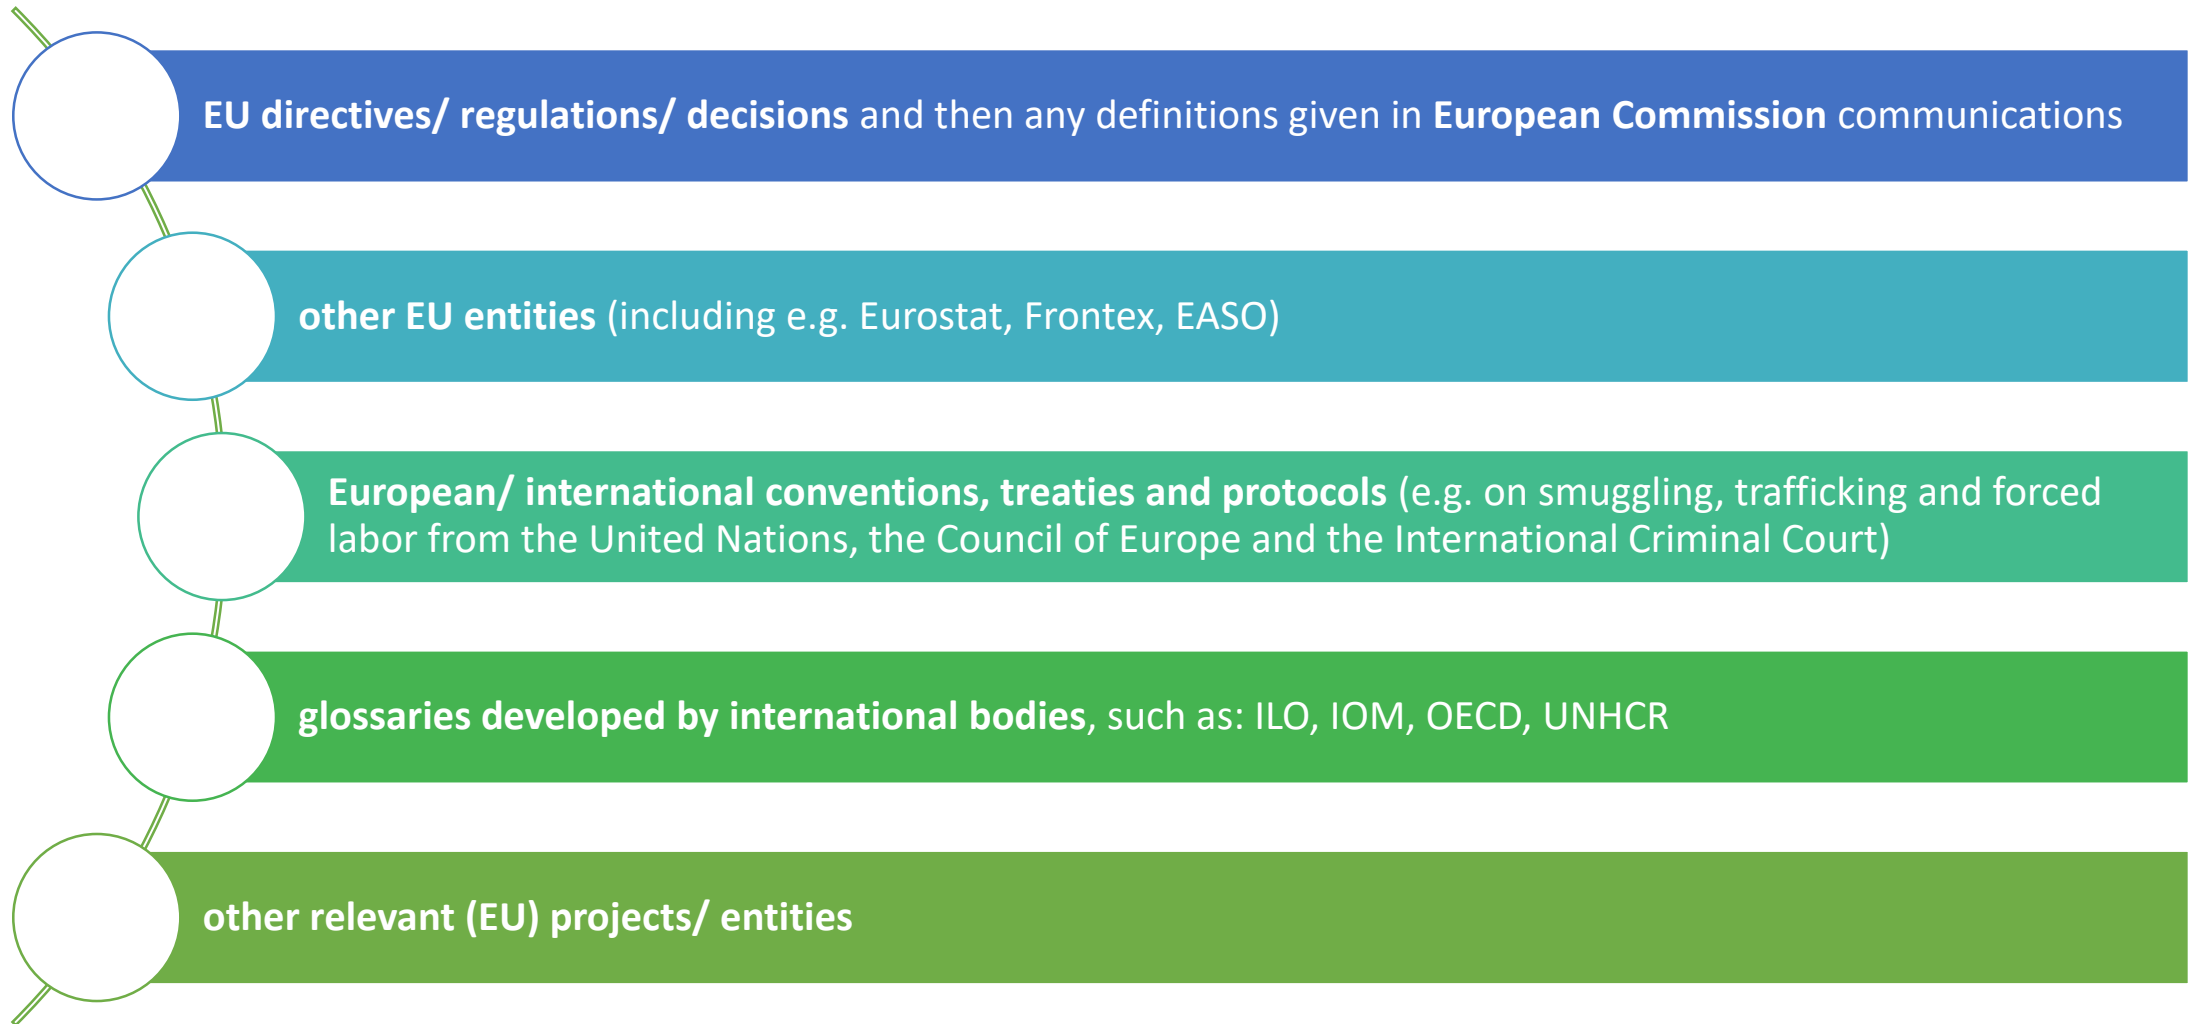 EU directives/ regulations/ decisions and then any definitions given in European Commission communications
other EU entities (including e.g. Eurostat, Frontex, EASO)
European/ international conventions, treaties and protocols (e.g. on smuggling, trafficking and forced
labor from the United Nations, the Council of Europe and the International Criminal Court)
glossaries developed by international bodies, such as: ILO, IOM, OECD, UNHCR
other relevant (EU) projects/ entities